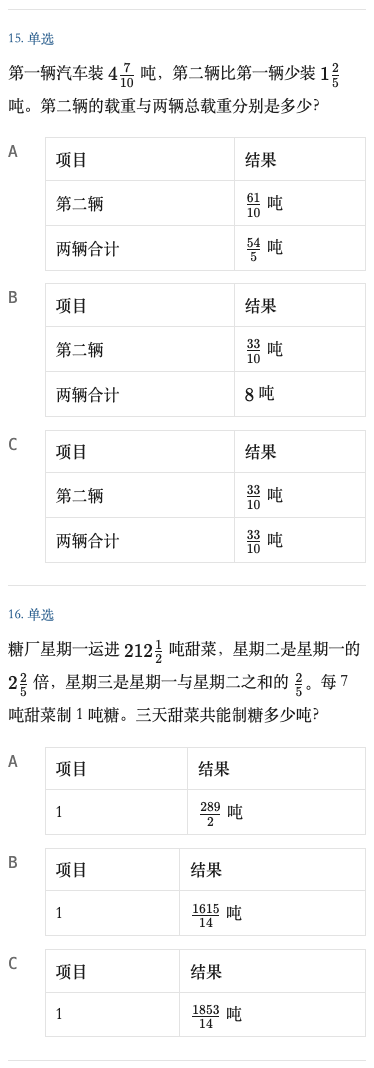 15. 单选
第一辆汽车装 4 7/10 吨，第二辆比第一辆少装 1 2/5
吨。第二辆的载重与两辆总载重分别是多少？
A
项目 结果
第二辆 61/10 吨
两辆合计 54/5 吨
B
项目 结果
第二辆 33/10 吨
两辆合计 8 吨
C
项目 结果
第二辆 33/10 吨
两辆合计 33/10 吨
16. 单选
糖厂星期一运进 212 1/2 吨甜菜，星期二是星期一的
2 2/5 倍，星期三是星期一与星期二之和的 2/5。每 7
吨甜菜制 1 吨糖。三天甜菜共能制糖多少吨？
A
项目 结果
1 289/2 吨
B
项目 结果
1 1615/14 吨
C
项目 结果
1 1853/14 吨